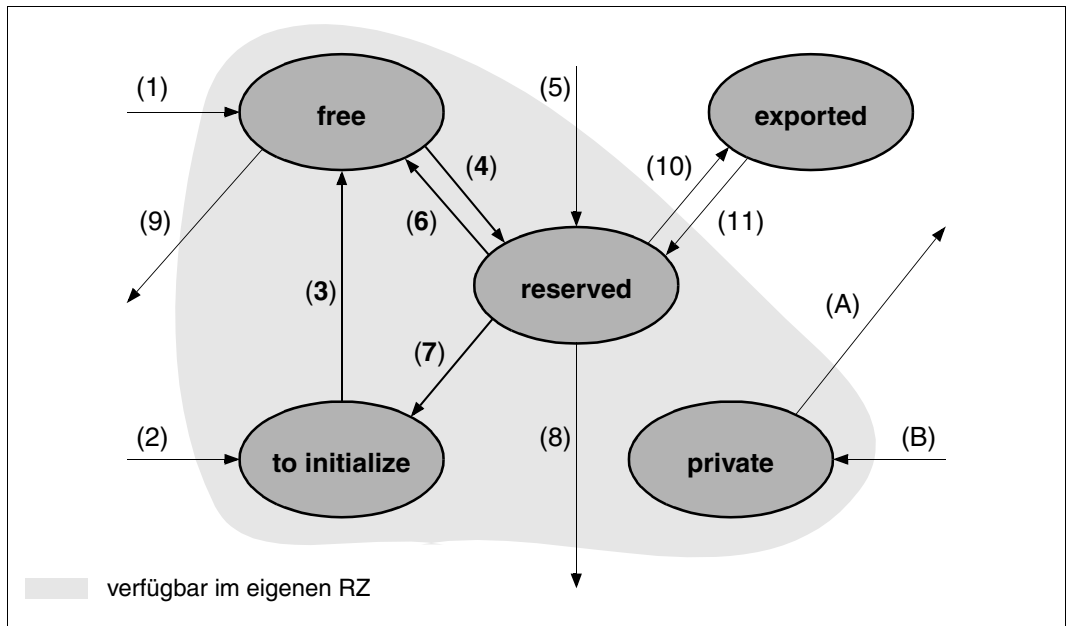 (1)
free
(5)
exported
(4)
(10)
(9)
(6)
(11)
(3)
reserved
(A)
(7)
(2)
to initialize
(8)
private
(B)
verfügbar im eigenen RZ